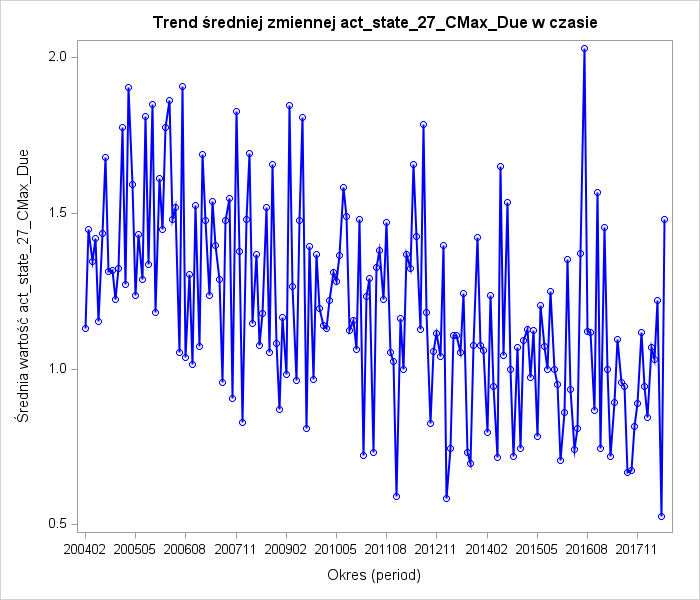 Trend średniej zmiennej act_state_27_CMax_Due w czasie
Średnia wartość act_state_27_CMax_Due
2.0
1.5
1.0
0.5
200402 200505 200608 200711 200902 201005 201108 201211 201402 201505 201608 201711
Okres (period)